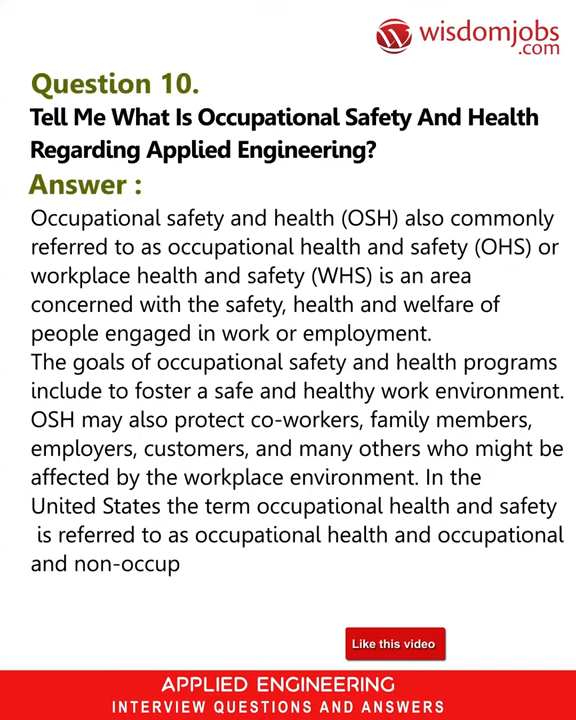 wisdomjobs
.com
Question 10.
Tell Me What Is Occupational Safety And Health
Regarding Applied Engineering?
Answer :
Occupational safety and health (OSH) also commonly
referred to as occupational health and safety (OHS) or
workplace health and safety (WHS) is an area
concerned with the safety, health and welfare of
people engaged in work or employment.
The goals of occupational safety and health programs
include to foster a safe and healthy work environment.
OSH may also protect co-workers, family members,
employers, customers, and many others who might be
affected by the workplace environment. In the
United States the term occupational health and safety
is referred to as occupational health and occupational
and non-occup
Like this video
APPLIED ENGINEERING
INTERVIEW QUESTIONS AND ANSWERS